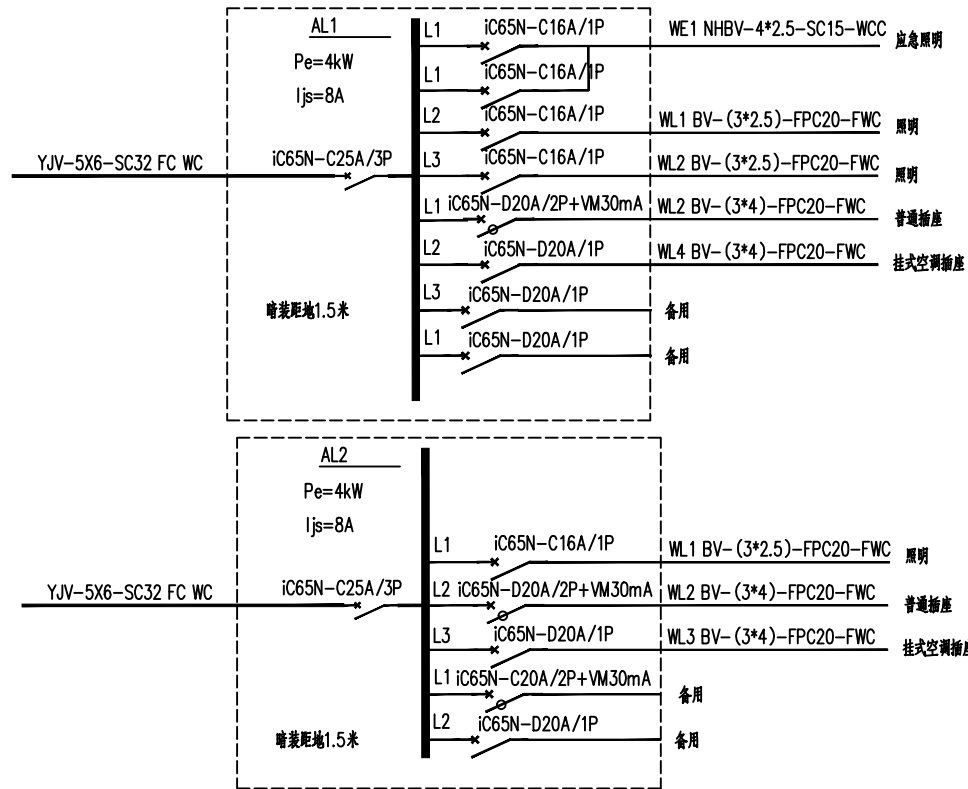 AL1
Pe=4kW
Ijs=8A
YJV-5X6-SC32 FC WC
iC65N-C25A/3P
暗装距地1.5米
L1 iC65N-C16A/1P WE1 NHBV-4*2.5-SC15-WCC 应急照明
L1 iC65N-C16A/1P
L2 iC65N-C16A/1P WL1 BV-(3*2.5)-FPC20-FWC 照明
L3 iC65N-C16A/1P WL2 BV-(3*2.5)-FPC20-FWC 照明
L1 iC65N-D20A/2P+VM30mA WL2 BV-(3*4)-FPC20-FWC 普通插座
L2 iC65N-D20A/1P WL4 BV-(3*4)-FPC20-FWC 挂式空调插座
L3 iC65N-D20A/1P 备用
L1 iC65N-D20A/1P 备用
AL2
Pe=4kW
Ijs=8A
YJV-5X6-SC32 FC WC
iC65N-C25A/3P
暗装距地1.5米
L1 iC65N-C16A/1P WL1 BV-(3*2.5)-FPC20-FWC 照明
L2 iC65N-D20A/2P+VM30mA WL2 BV-(3*4)-FPC20-FWC 普通插座
L3 iC65N-D20A/1P WL3 BV-(3*4)-FPC20-FWC 挂式空调插座
L1 iC65N-C20A/2P+VM30mA 备用
L2 iC65N-D20A/1P 备用